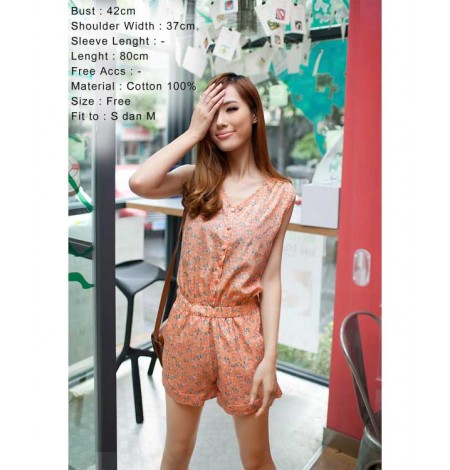 Bust : 42cm
Shoulder Width : 37cm
Sleeve Lenght : -
Lenght : 80cm
Free Accs : -
Material : Cotton 100%
Size : Free
Fit to : S dan M